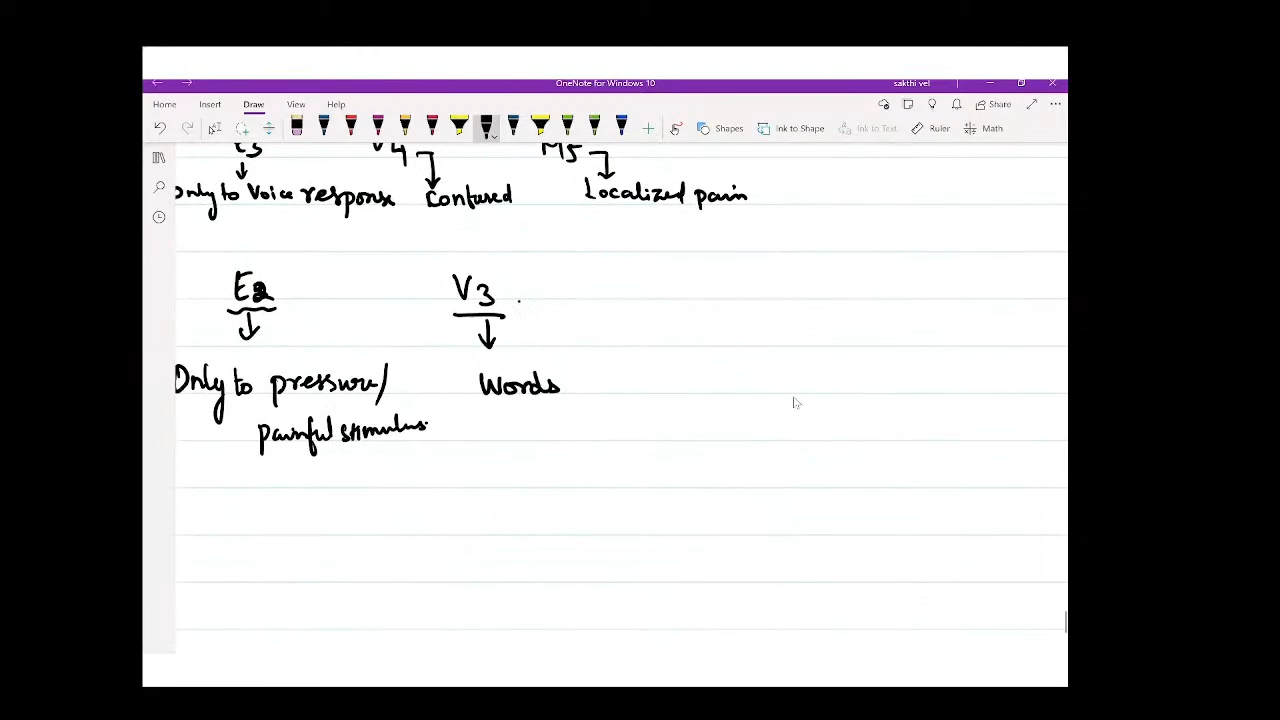 OneNote for Windows 10
sakthi vel
Home Insert Draw View Help
Share
Shapes Ink to Shape Ink to Text Ruler Math
E3 V4 M5
Only to Voice response Confused Localized pain
E2 V3
Only to pressure/ Words
painful stimulus.